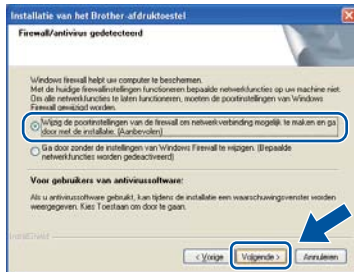 Installatie van het Brother-afdruktoestel
Firewall/antivirus gedetecteerd
Windows firewall helpt uw computer te beschermen.
Met de huidige firewallinstellingen functioneren bepaalde netwerkfuncties op uw machine niet.
Om alle netwerkfuncties te laten functioneren, moeten de poortinstellingen van Windows
Firewall gewijzigd worden.
Wijzig de poortinstellingen van de firewall om netwerkverbinding mogelijk te maken en ga
door met de installatie. (Aanbevolen)
Ga door zonder de instellingen van Windows Firewall te wijzigen. (Bepaalde
netwerkfuncties worden gedeactiveerd)
Voor gebruikers van antivirussoftware:
Als u antivirussoftware gebruikt, kan tijdens de installatie een waarschuwingsvenster worden
weergegeven. Kies Toestaan om door te gaan.
InstallShield
< Vorige
Volgende >
Annuleren